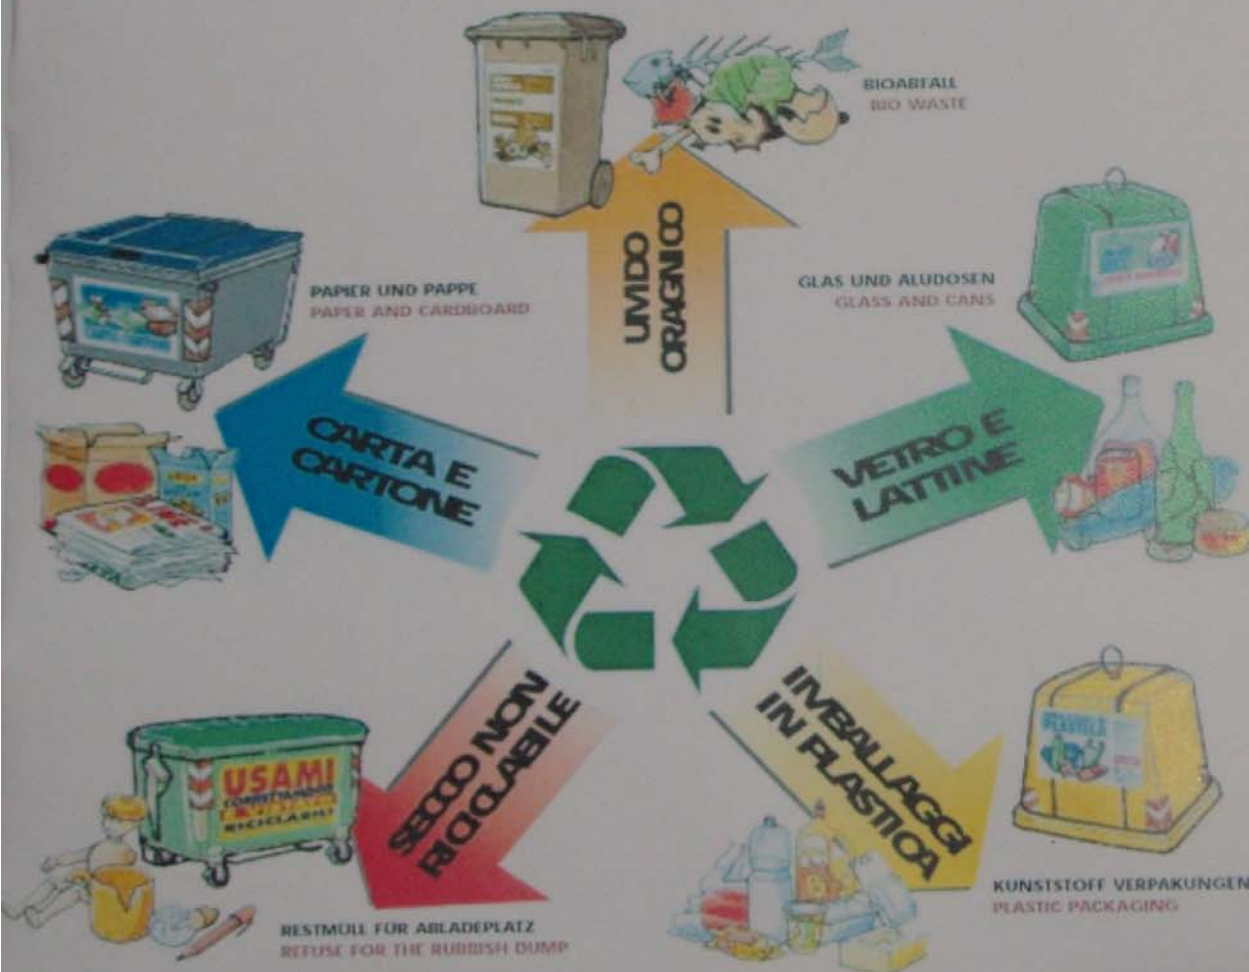 BIOABFALL
BIO WASTE
UMIDO
ORAGNICO
PAPIER UND PAPPE
PAPER AND CARDBOARD
GLAS UND ALUDOSEN
GLASS AND CANS
CARTA E
CARTONE
VETRO E
LATTINE
SECCO NON
RICICLABILE
IMBALLAGGI
IN PLASTICA
USAMI
RICICLABILI
KUNSTSTOFF VERPAKUNGEN
PLASTIC PACKAGING
RESTMÜLL FÜR ABLADEPLATZ
REFUSE FOR THE RUBBISH DUMP